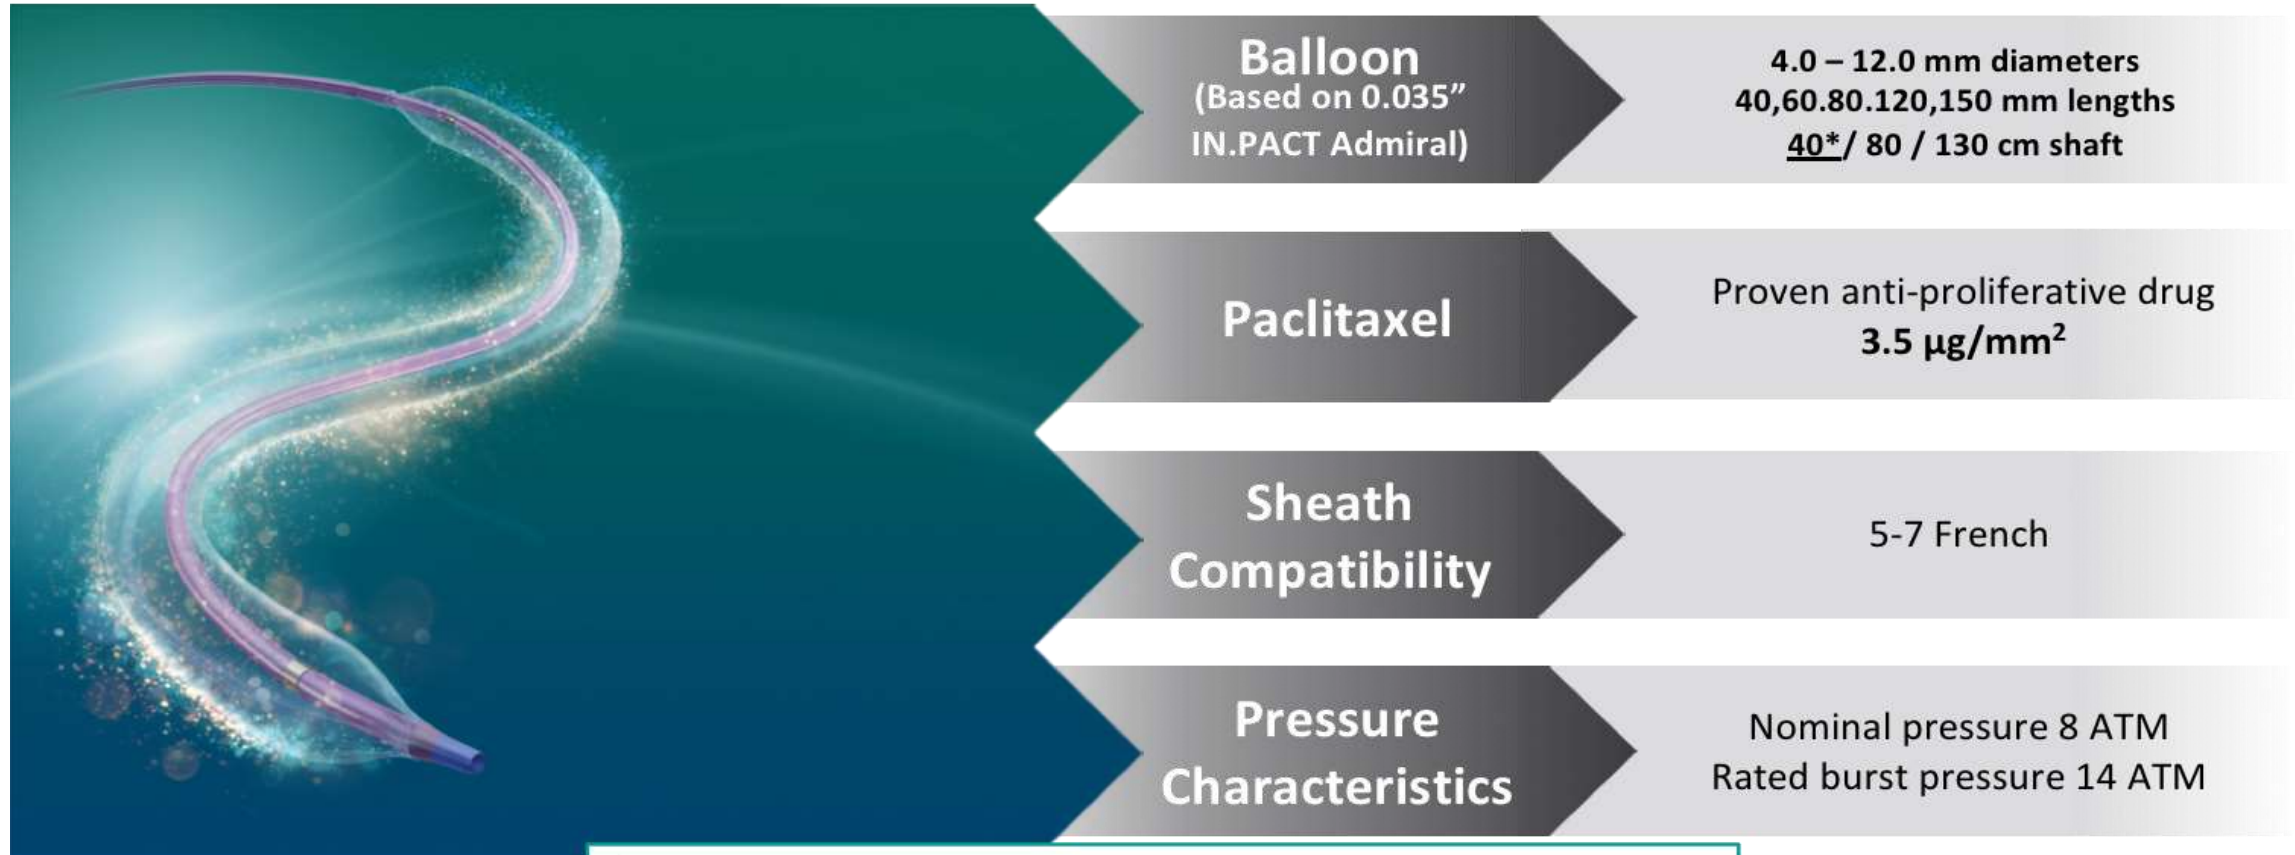 Balloon
(Based on 0.035”
IN.PACT Admiral)
4.0 – 12.0 mm diameters
40,60.80.120,150 mm lengths
40*/ 80 / 130 cm shaft
Paclitaxel
Proven anti-proliferative drug
3.5 µg/mm²
Sheath
Compatibility
5-7 French
Pressure
Characteristics
Nominal pressure 8 ATM
Rated burst pressure 14 ATM